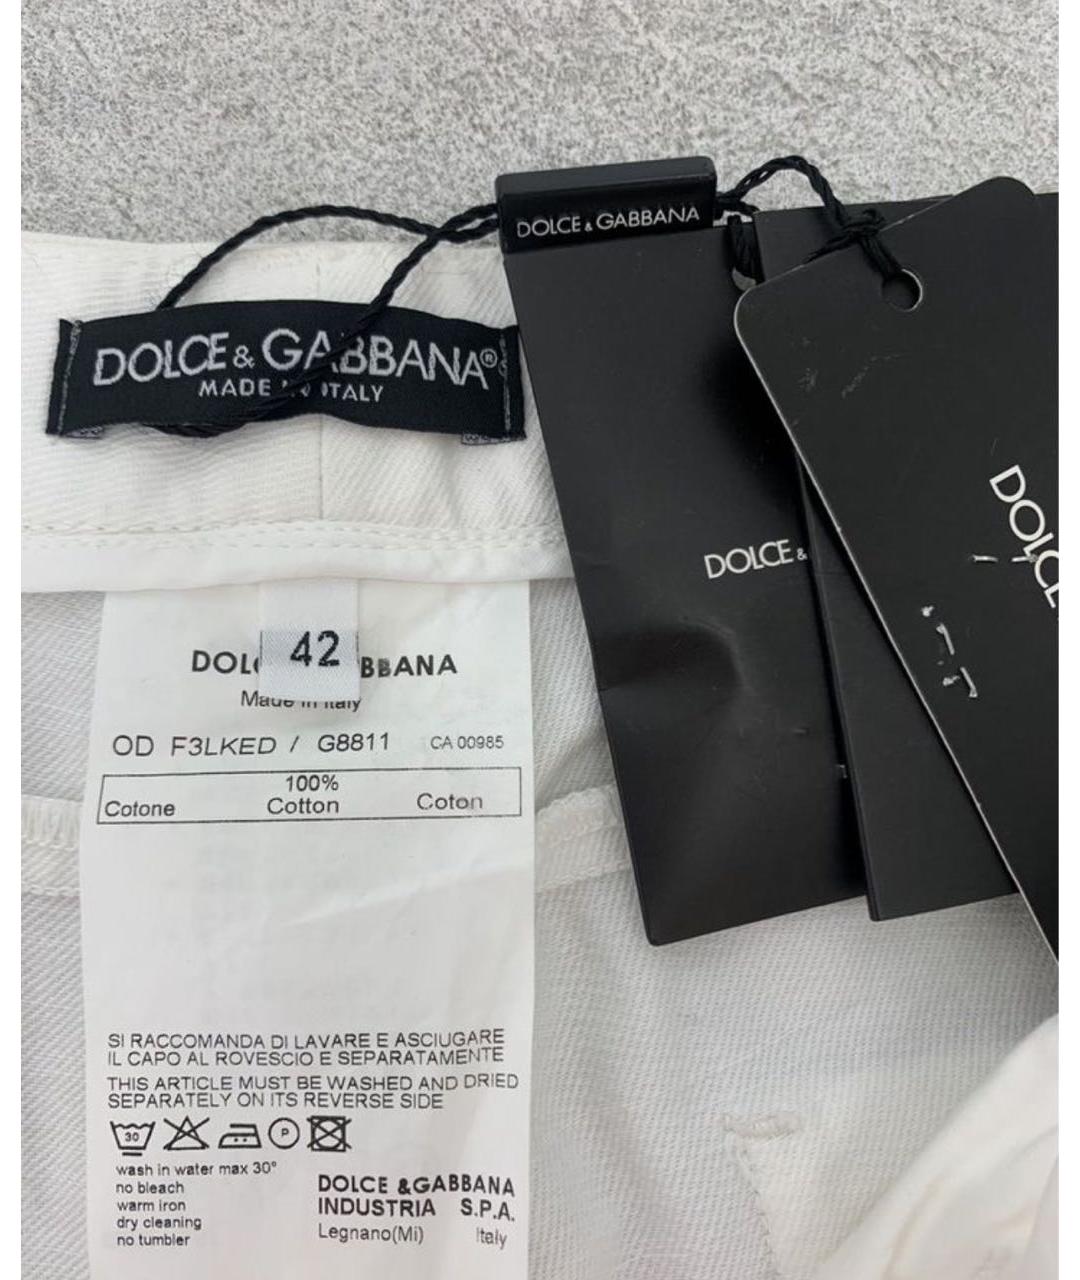 DOLCE & GABBANA
DOLCE & GABBANA®
MADE IN ITALY
DOLCE &
DOLCE
42
Made in Italy
OD F3LKED / G8811 CA 00985
100%
Cotone Cotton Coton
SI RACCOMANDA DI LAVARE E ASCIUGARE
IL CAPO AL ROVESCIO E SEPARATAMENTE
THIS ARTICLE MUST BE WASHED AND DRIED
SEPARATELY ON ITS REVERSE SIDE
30 P
wash in water max 30°
no bleach
warm iron
dry cleaning
no tumbler
DOLCE &GABBANA
INDUSTRIA S.P.A.
Legnano(Mi) Italy